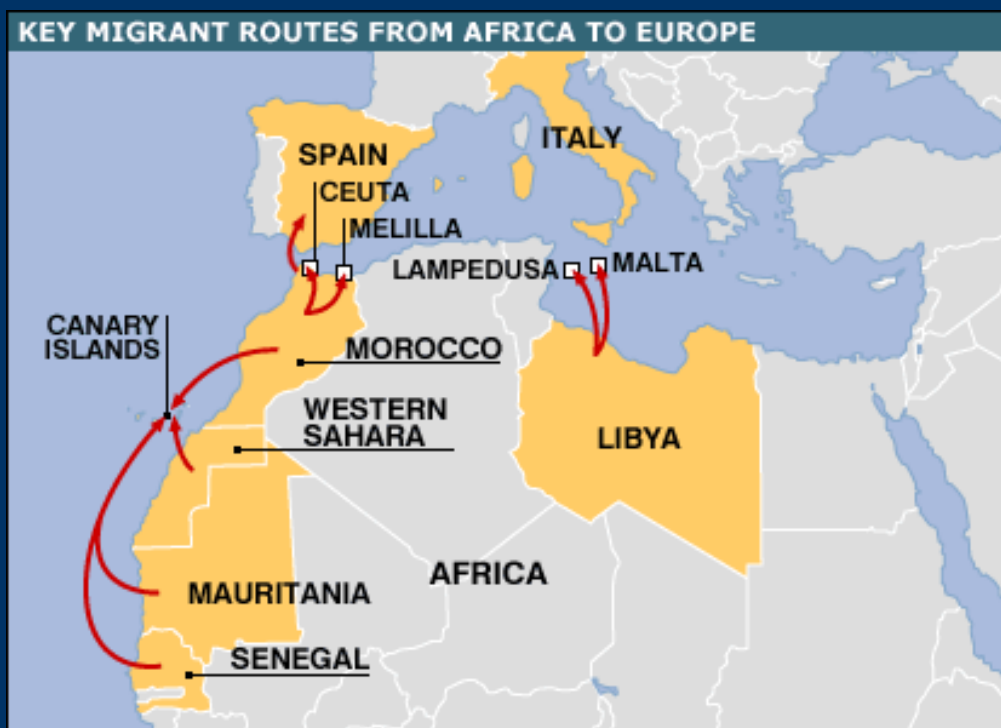 KEY MIGRANT ROUTES FROM AFRICA TO EUROPE
ITALY
SPAIN
CEUTA
MELILLA
LAMPEDUSA
MALTA
CANARY
ISLANDS
MOROCCO
WESTERN
SAHARA
LIBYA
AFRICA
MAURITANIA
SENEGAL